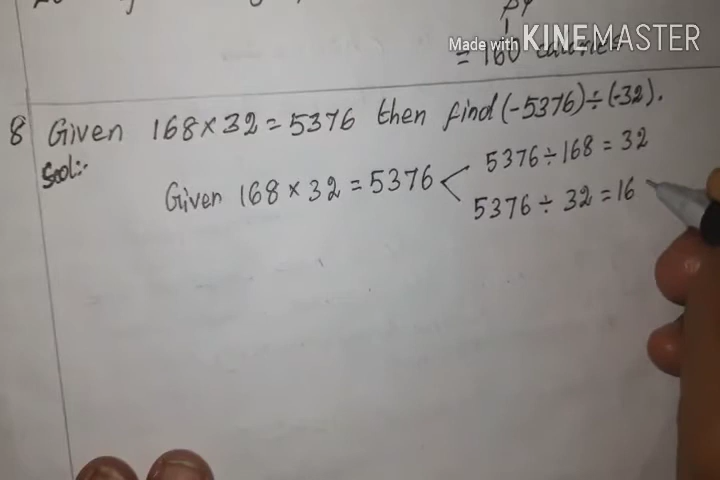 Made with KINEMASTER
= 160
8 Given 168 × 32 = 5376 then find (-5376) ÷ (-32).
Sol:-
Given 168 × 32 = 5376 < 5376 ÷ 168 = 32
5376 ÷ 32 = 16